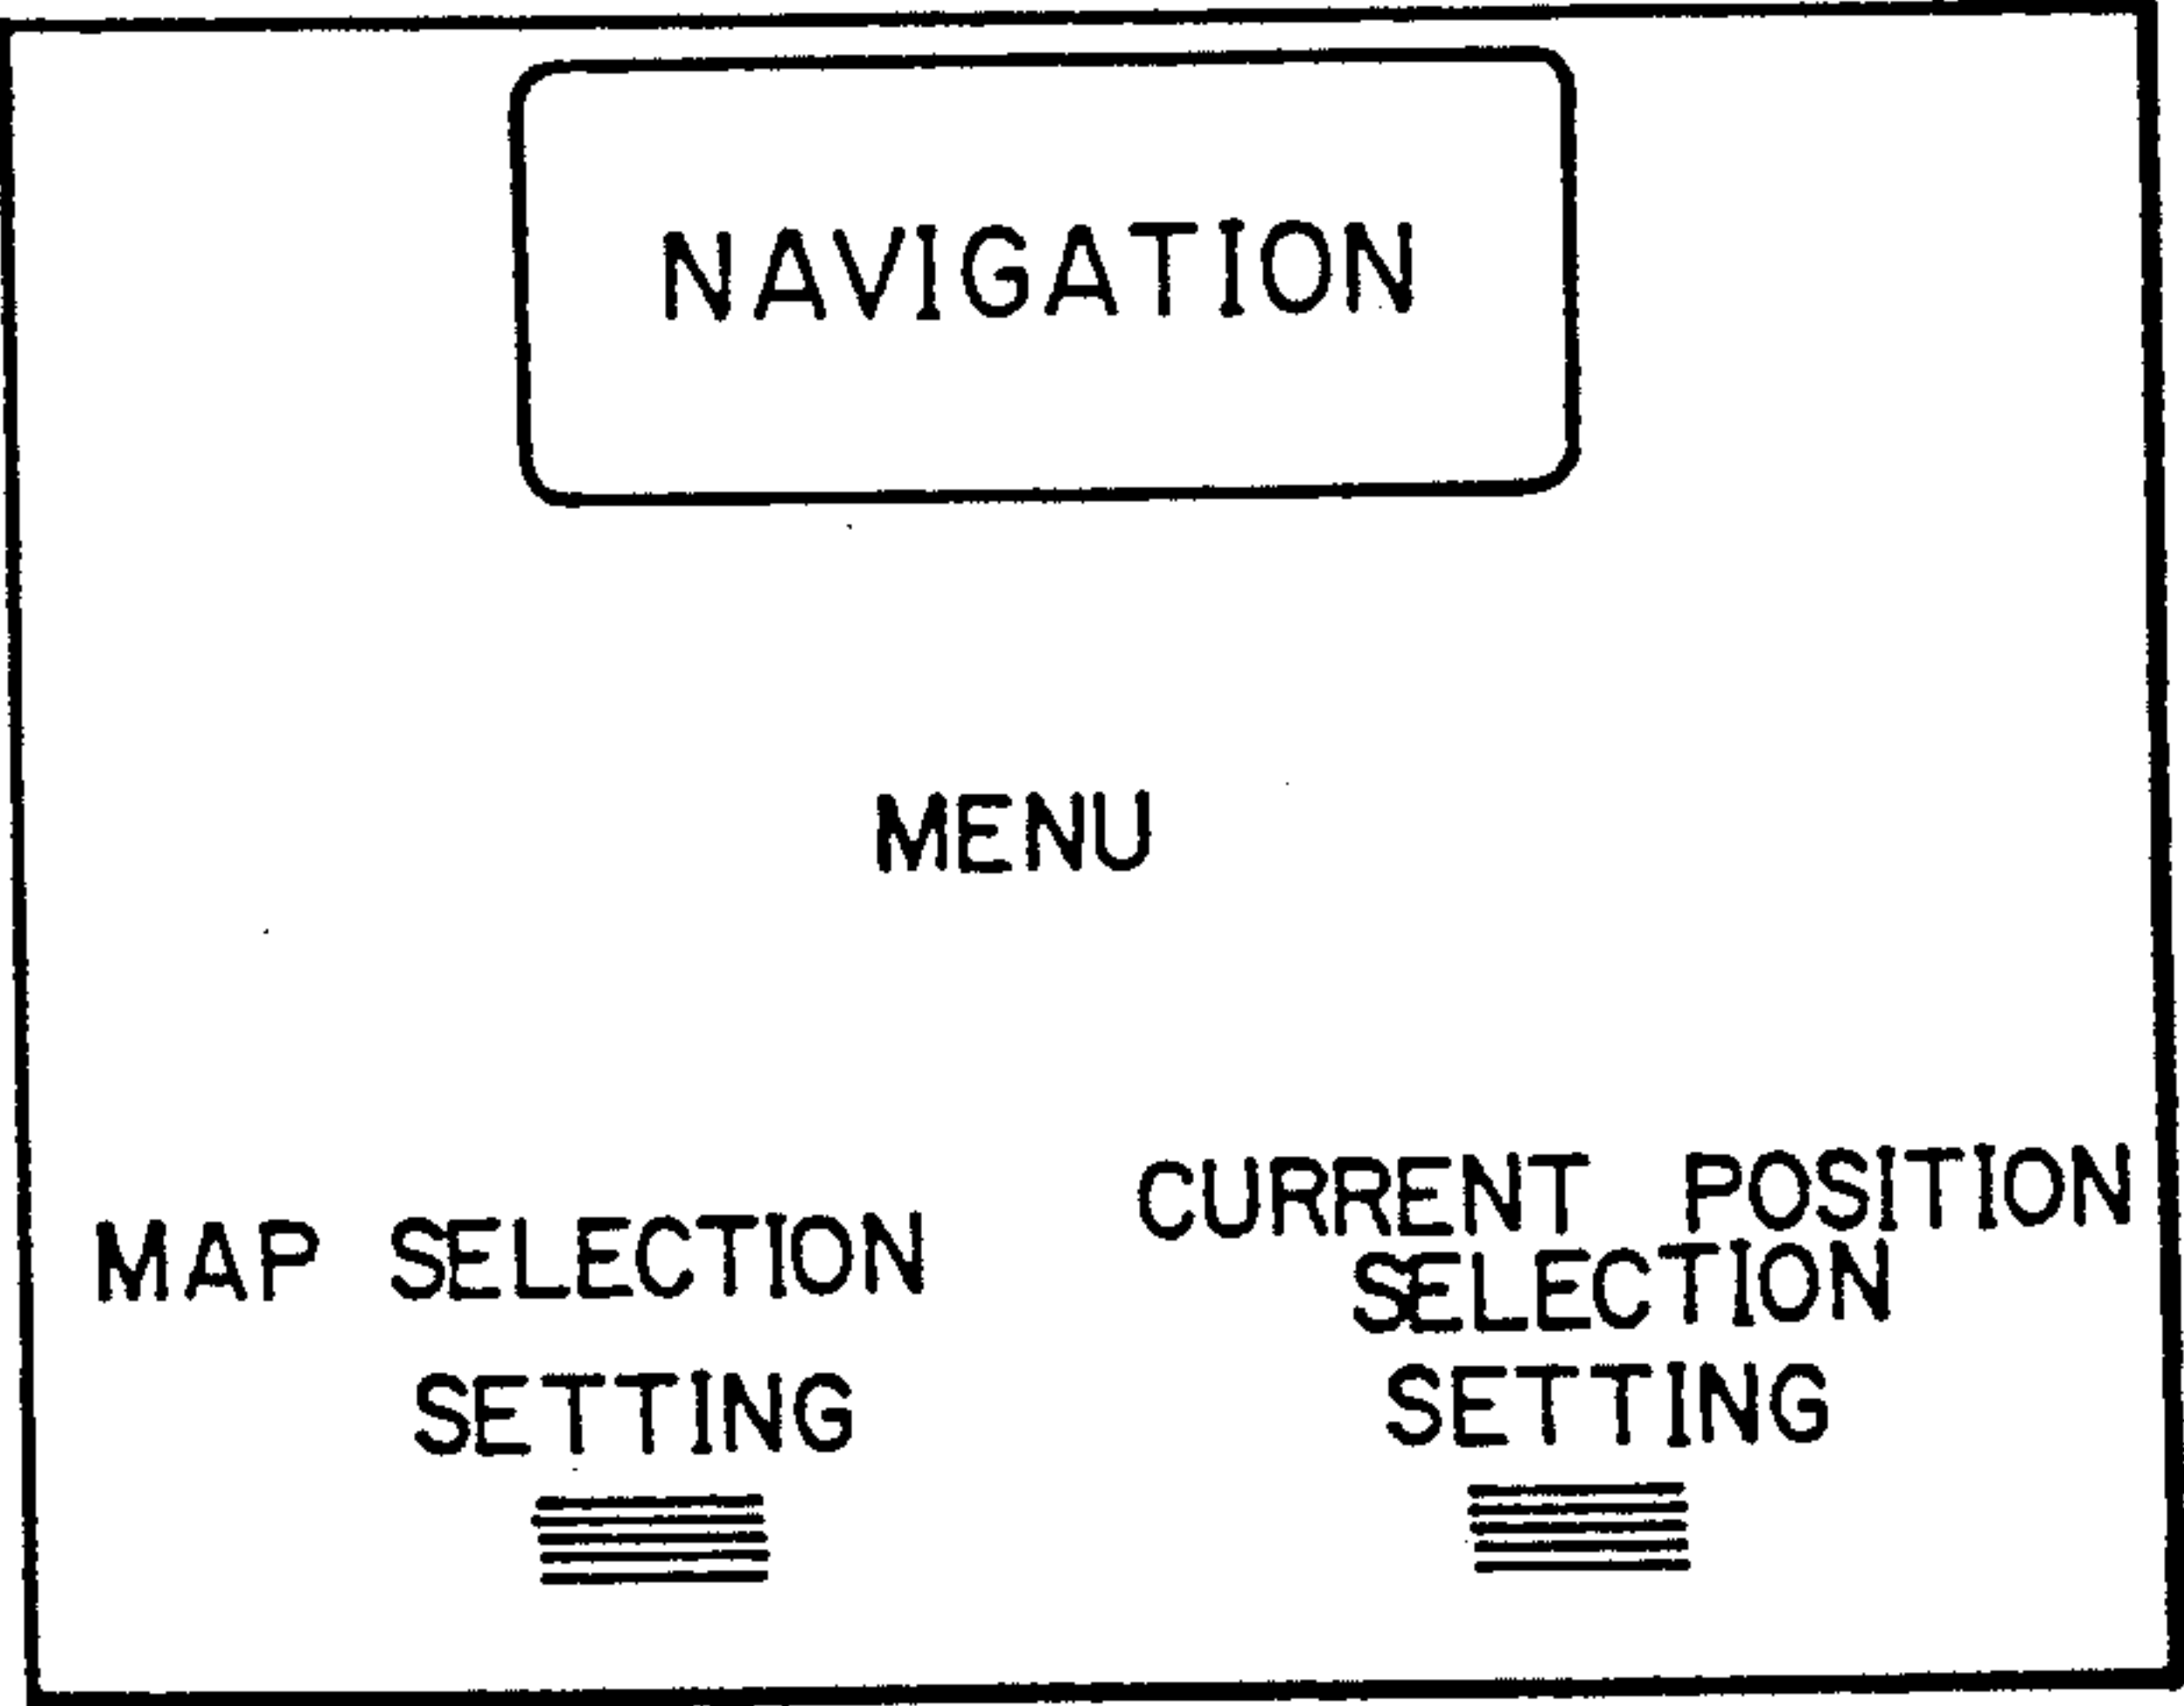 NAVIGATION
MENU
MAP SELECTION
SETTING
CURRENT POSITION
SELECTION
SETTING